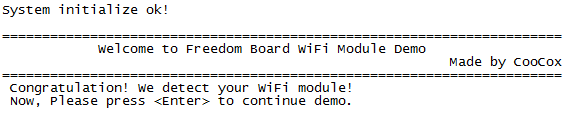 System initialize ok!
======================================================================
Welcome to Freedom Board WiFi Module Demo
Made by CooCox
======================================================================
Congratulation! We detect your WiFi module!
Now, Please press <Enter> to continue demo.